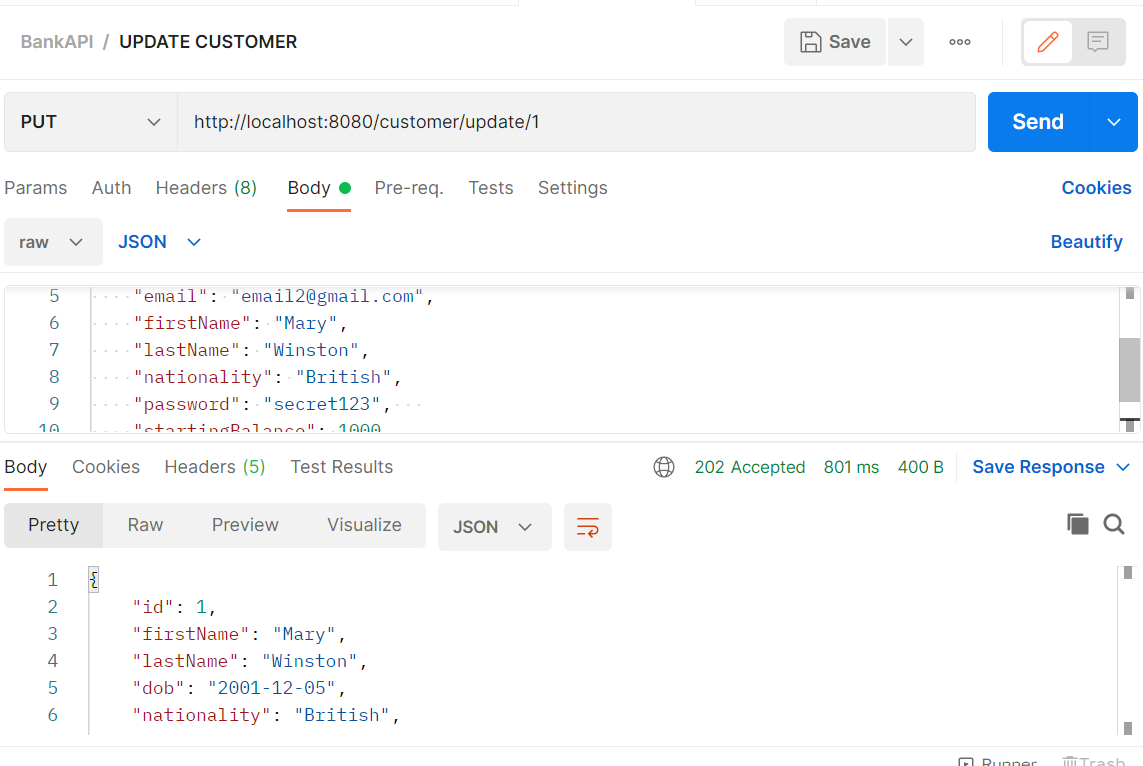 BankAPI / UPDATE CUSTOMER Save ooo
PUT http://localhost:8080/customer/update/1 Send
Params Auth Headers (8) Body Pre-req. Tests Settings Cookies
raw JSON Beautify
5 "email": "email2@gmail.com",
6 "firstName": "Mary",
7 "lastName": "Winston",
8 "nationality": "British",
9 "password": "secret123",
10 "startingBalance": 1000
Body Cookies Headers (5) Test Results 202 Accepted 801 ms 400 B Save Response
Pretty Raw Preview Visualize JSON
1 {
2 "id": 1,
3 "firstName": "Mary",
4 "lastName": "Winston",
5 "dob": "2001-12-05",
6 "nationality": "British",
Runner Trash